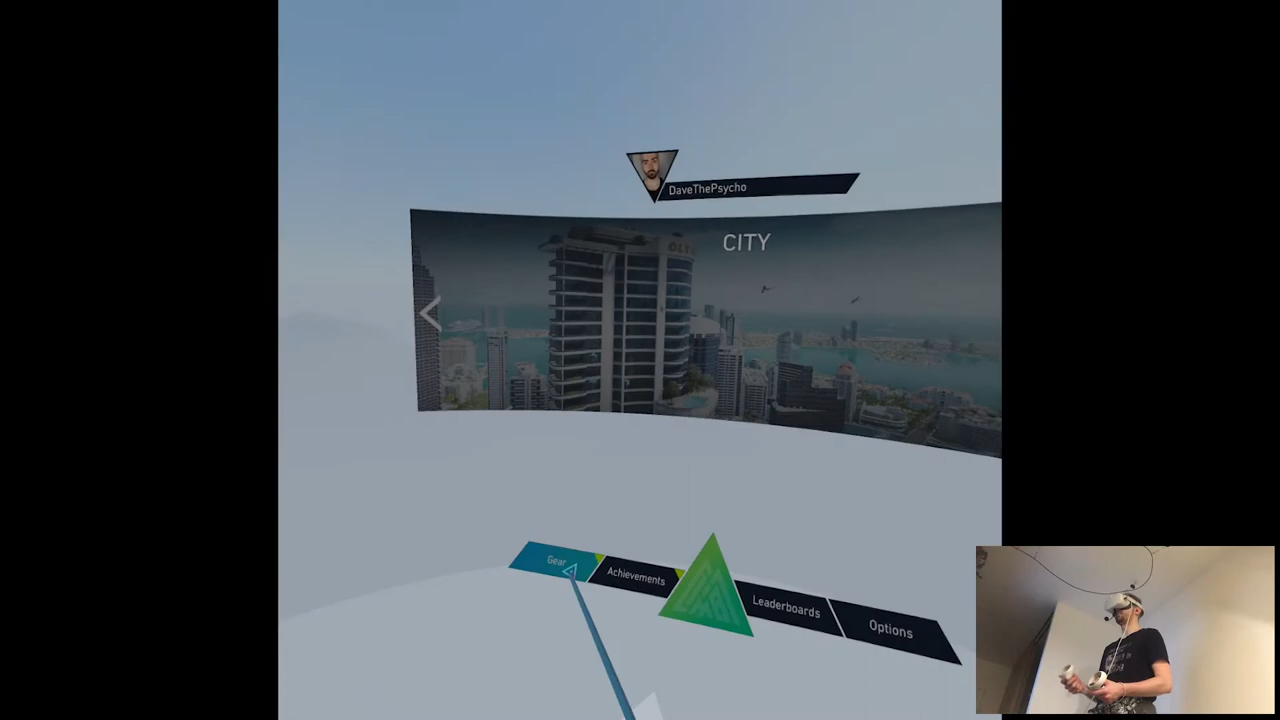 DaveThePsycho
CITY
Gear
Achievements
Leaderboards
Options